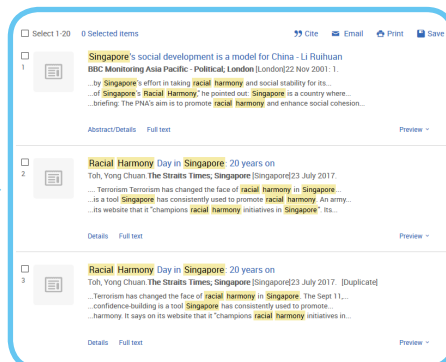 Select 1-20 0 Selected items Cite Email Print Save
1
Singapore's social development is a model for China - Li Ruihuan
BBC Monitoring Asia Pacific - Political; London [London]22 Nov 2001: 1.
...by Singapore's effort in taking racial harmony and social stability for its...
...of Singapore's Racial Harmony," he pointed out: Singapore is a country where...
...briefing: The PNA's aim is to promote racial harmony and enhance social cohesion...
Abstract/Details Full text Preview
2
Racial Harmony Day in Singapore: 20 years on
Toh, Yong Chuan.The Straits Times; Singapore [Singapore]23 July 2017.
.... Terrorism Terrorism has changed the face of racial harmony in Singapore...
...is a tool Singapore has consistently used to promote racial harmony. An army...
...its website that it "champions racial harmony initiatives in Singapore". Its...
Details Full text Preview
3
Racial Harmony Day in Singapore: 20 years on
Toh, Yong Chuan.The Straits Times; Singapore [Singapore]23 July 2017. [Duplicate]
...Terrorism has changed the face of racial harmony in Singapore. The Sept 11,...
...confidence-building is a tool Singapore has consistently used to promote...
...harmony. It says on its website that it "champions racial harmony initiatives in...
Details Full text Preview